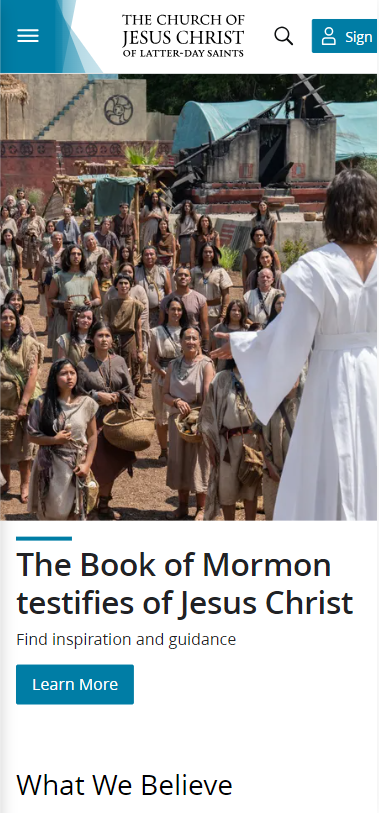 THE CHURCH OF
JESUS CHRIST
OF LATTER-DAY SAINTS
Sign
The Book of Mormon
testifies of Jesus Christ
Find inspiration and guidance
Learn More
What We Believe